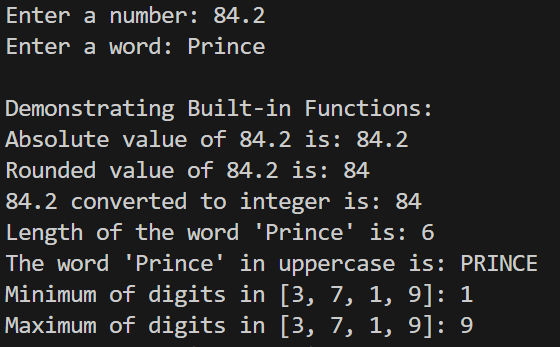 Enter a number: 84.2
Enter a word: Prince
Demonstrating Built-in Functions:
Absolute value of 84.2 is: 84.2
Rounded value of 84.2 is: 84
84.2 converted to integer is: 84
Length of the word 'Prince' is: 6
The word 'Prince' in uppercase is: PRINCE
Minimum of digits in [3, 7, 1, 9]: 1
Maximum of digits in [3, 7, 1, 9]: 9